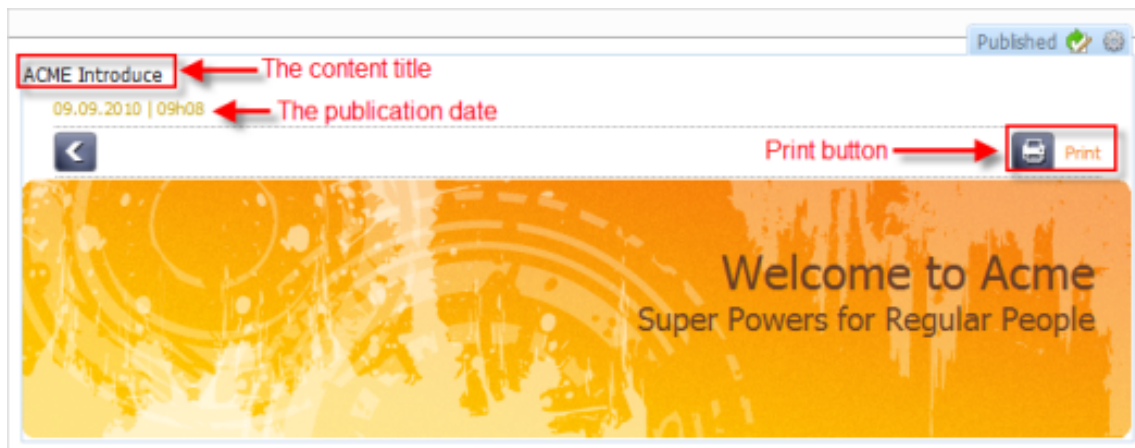 Published
ACME Introduce The content title
09.09.2010 | 09h08 The publication date
Print button Print
Welcome to Acme
Super Powers for Regular People